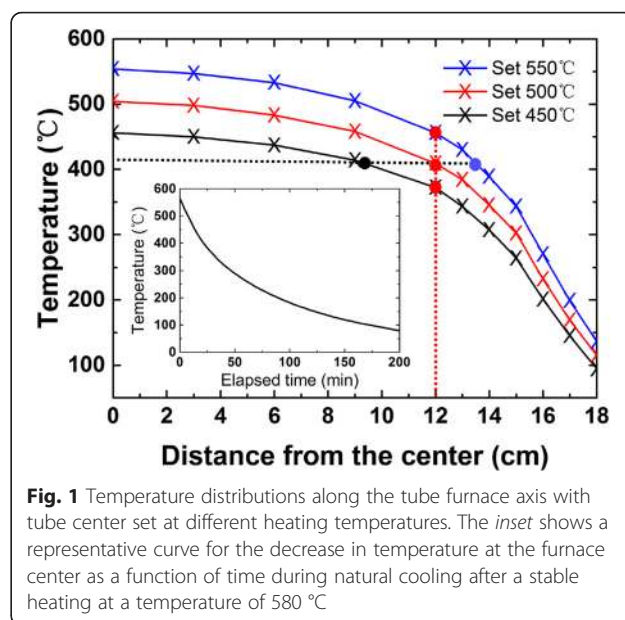 600
500
400
300
200
100
Temperature (℃)
Set 550℃
Set 500℃
Set 450℃
600
500
400
300
200
100
0
Temperature (℃)
0 50 100 150 200
Elapsed time (min)
0 2 4 6 8 10 12 14 16 18
Distance from the center (cm)
Fig. 1 Temperature distributions along the tube furnace axis with
tube center set at different heating temperatures. The inset shows a
representative curve for the decrease in temperature at the furnace
center as a function of time during natural cooling after a stable
heating at a temperature of 580 °C